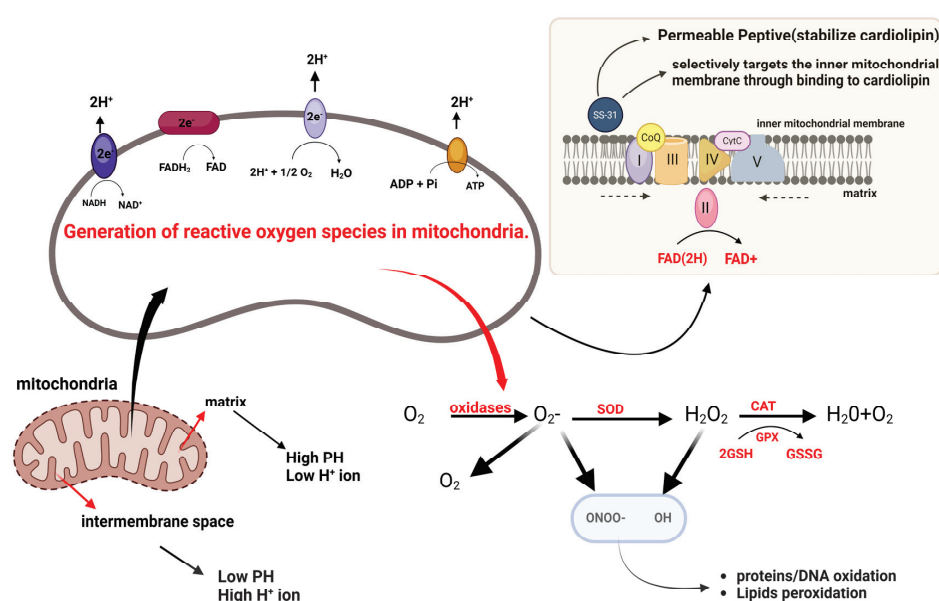 Permeable Peptive(stabilize cardiolipin)
selectively targets the inner mitochondrial
membrane through binding to cardiolipin
SS-31
inner mitochondrial membrane
CoQ
CytC
I
III
IV
V
matrix
II
FAD(2H)
FAD+
2H⁺
2e⁻
NADH
NAD⁺
2e⁻
FADH₂
FAD
2H⁺
2e⁻
2H⁺ + 1/2 O₂
H₂O
2H⁺
ADP + Pi
ATP
Generation of reactive oxygen species in mitochondria.
mitochondria
matrix
High PH
Low H⁺ ion
intermembrane space
Low PH
High H⁺ ion
O₂
oxidases
O₂-
SOD
H₂O₂
CAT
H₂0+O₂
GPX
2GSH
GSSG
O₂
ONOO-
OH
• proteins/DNA oxidation
• Lipids peroxidation